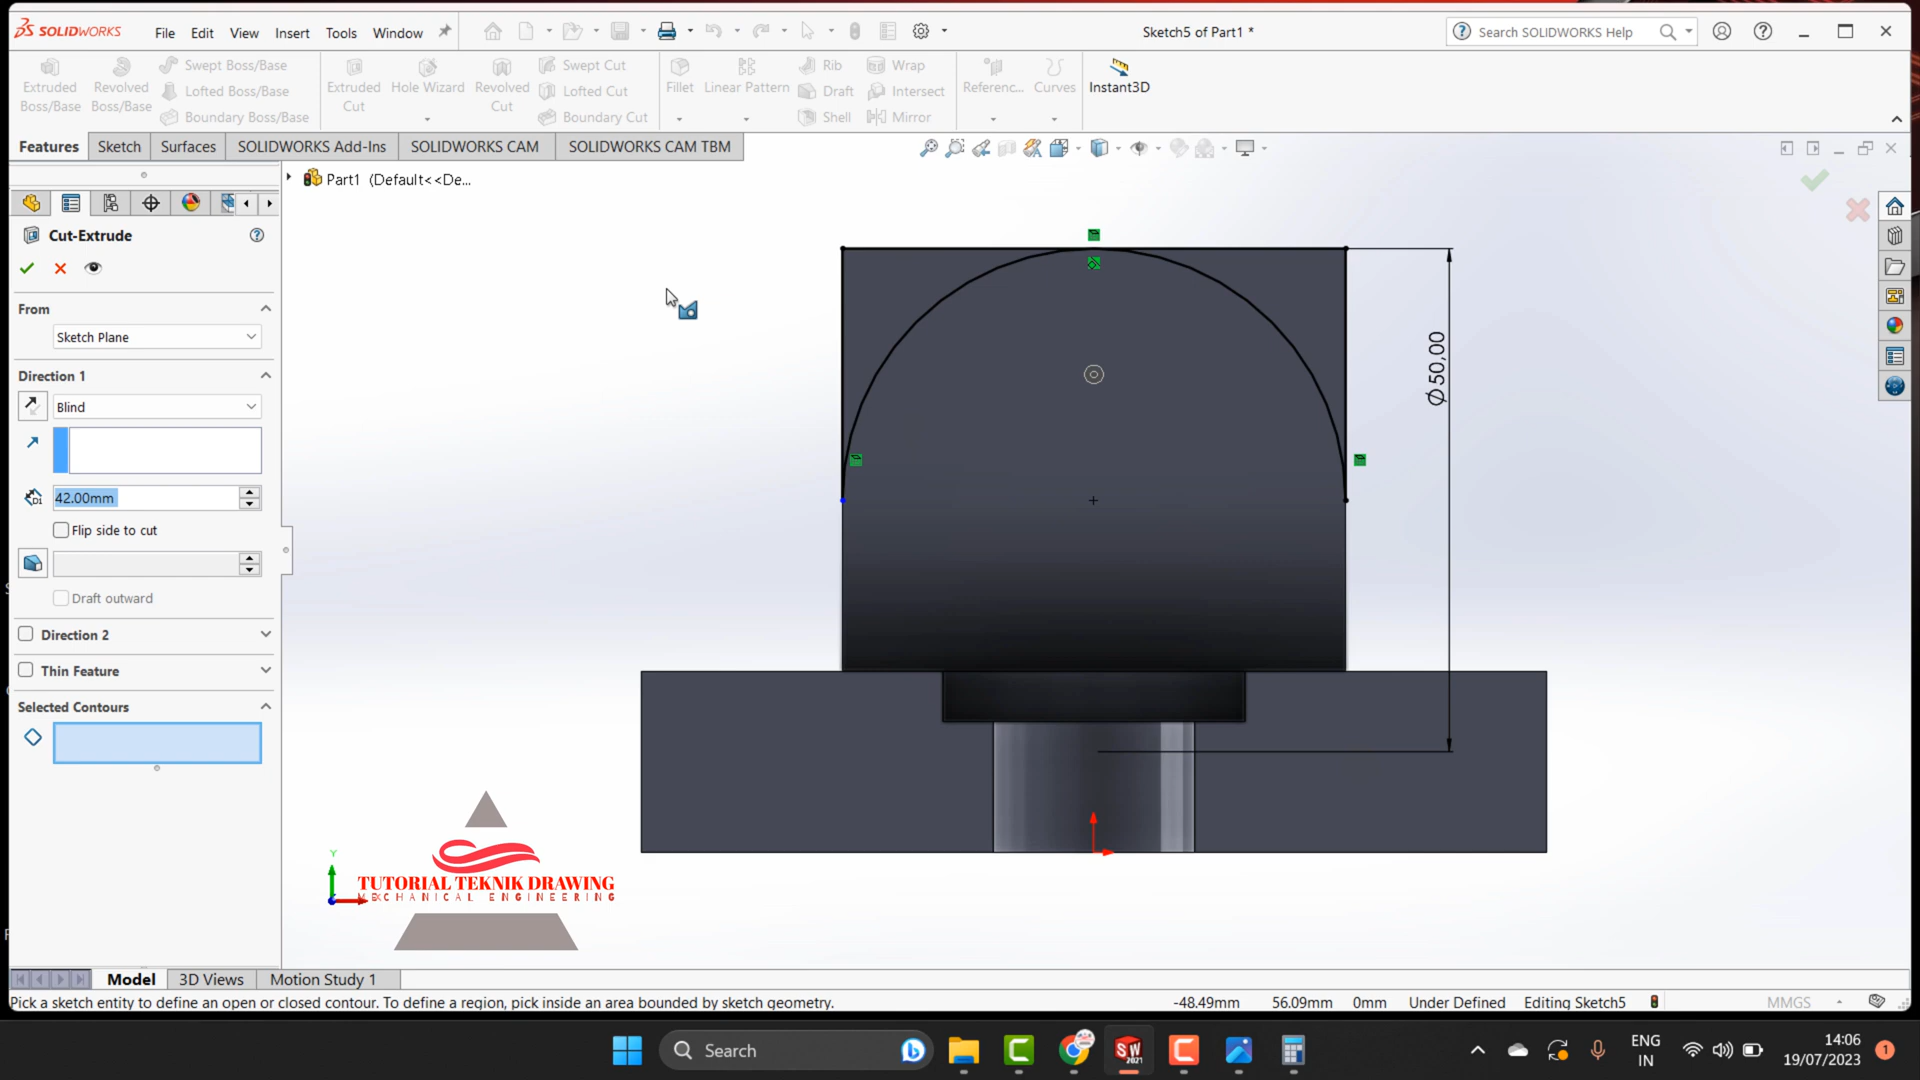 SOLIDWORKS File Edit View Insert Tools Window Sketch5 of Part1 * Search SOLIDWORKS Help
Extruded Boss/Base
Revolved Boss/Base
Swept Boss/Base
Lofted Boss/Base
Boundary Boss/Base
Extruded Cut
Hole Wizard
Revolved Cut
Swept Cut
Lofted Cut
Boundary Cut
Fillet
Linear Pattern
Rib
Draft
Shell
Wrap
Intersect
Mirror
Referenc...
Curves
Instant3D
Features Sketch Surfaces SOLIDWORKS Add-Ins SOLIDWORKS CAM SOLIDWORKS CAM TBM
Part1 (Default<<De...
Cut-Extrude
From
Sketch Plane
Direction 1
Blind
D1
42.00mm
Flip side to cut
Draft outward
Direction 2
Thin Feature
Selected Contours
Ø50,00
Y
TUTORIAL TEKNIK DRAWING
MECHANICAL ENGINEERING
Model 3D Views Motion Study 1
Pick a sketch entity to define an open or closed contour. To define a region, pick inside an area bounded by sketch geometry. -48.49mm 56.09mm 0mm Under Defined Editing Sketch5 MMGS
Search
SW
2021
ENG
IN
14:06
19/07/2023
1